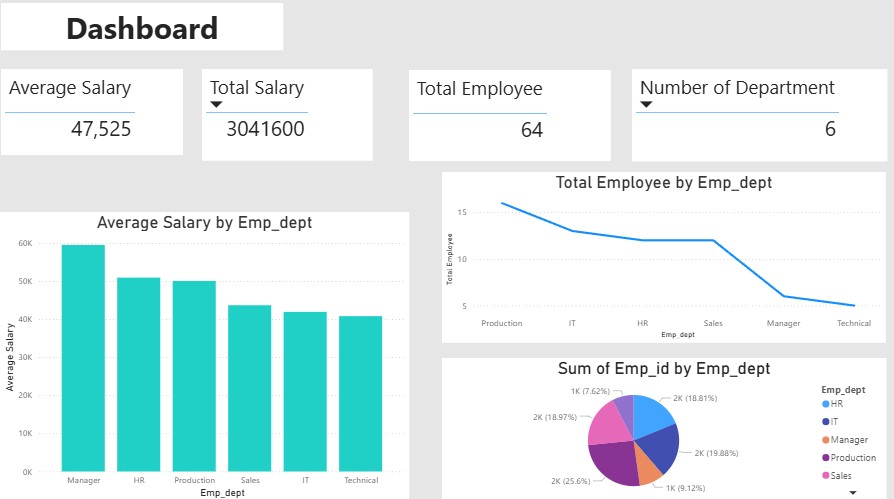 Dashboard
Average Salary
47,525
Total Salary
3041600
Total Employee
64
Number of Department
6
Total Employee by Emp_dept
Total Employee
15
10
5
Production IT HR Sales Manager Technical
Emp_dept
Average Salary by Emp_dept
Average Salary
60K
50K
40K
30K
20K
10K
0K
Manager HR Production Sales IT Technical
Emp_dept
Sum of Emp_id by Emp_dept
1K (7.62%)
2K (18.81%)
2K (18.97%)
2K (19.88%)
2K (25.6%)
1K (9.12%)
Emp_dept
HR
IT
Manager
Production
Sales